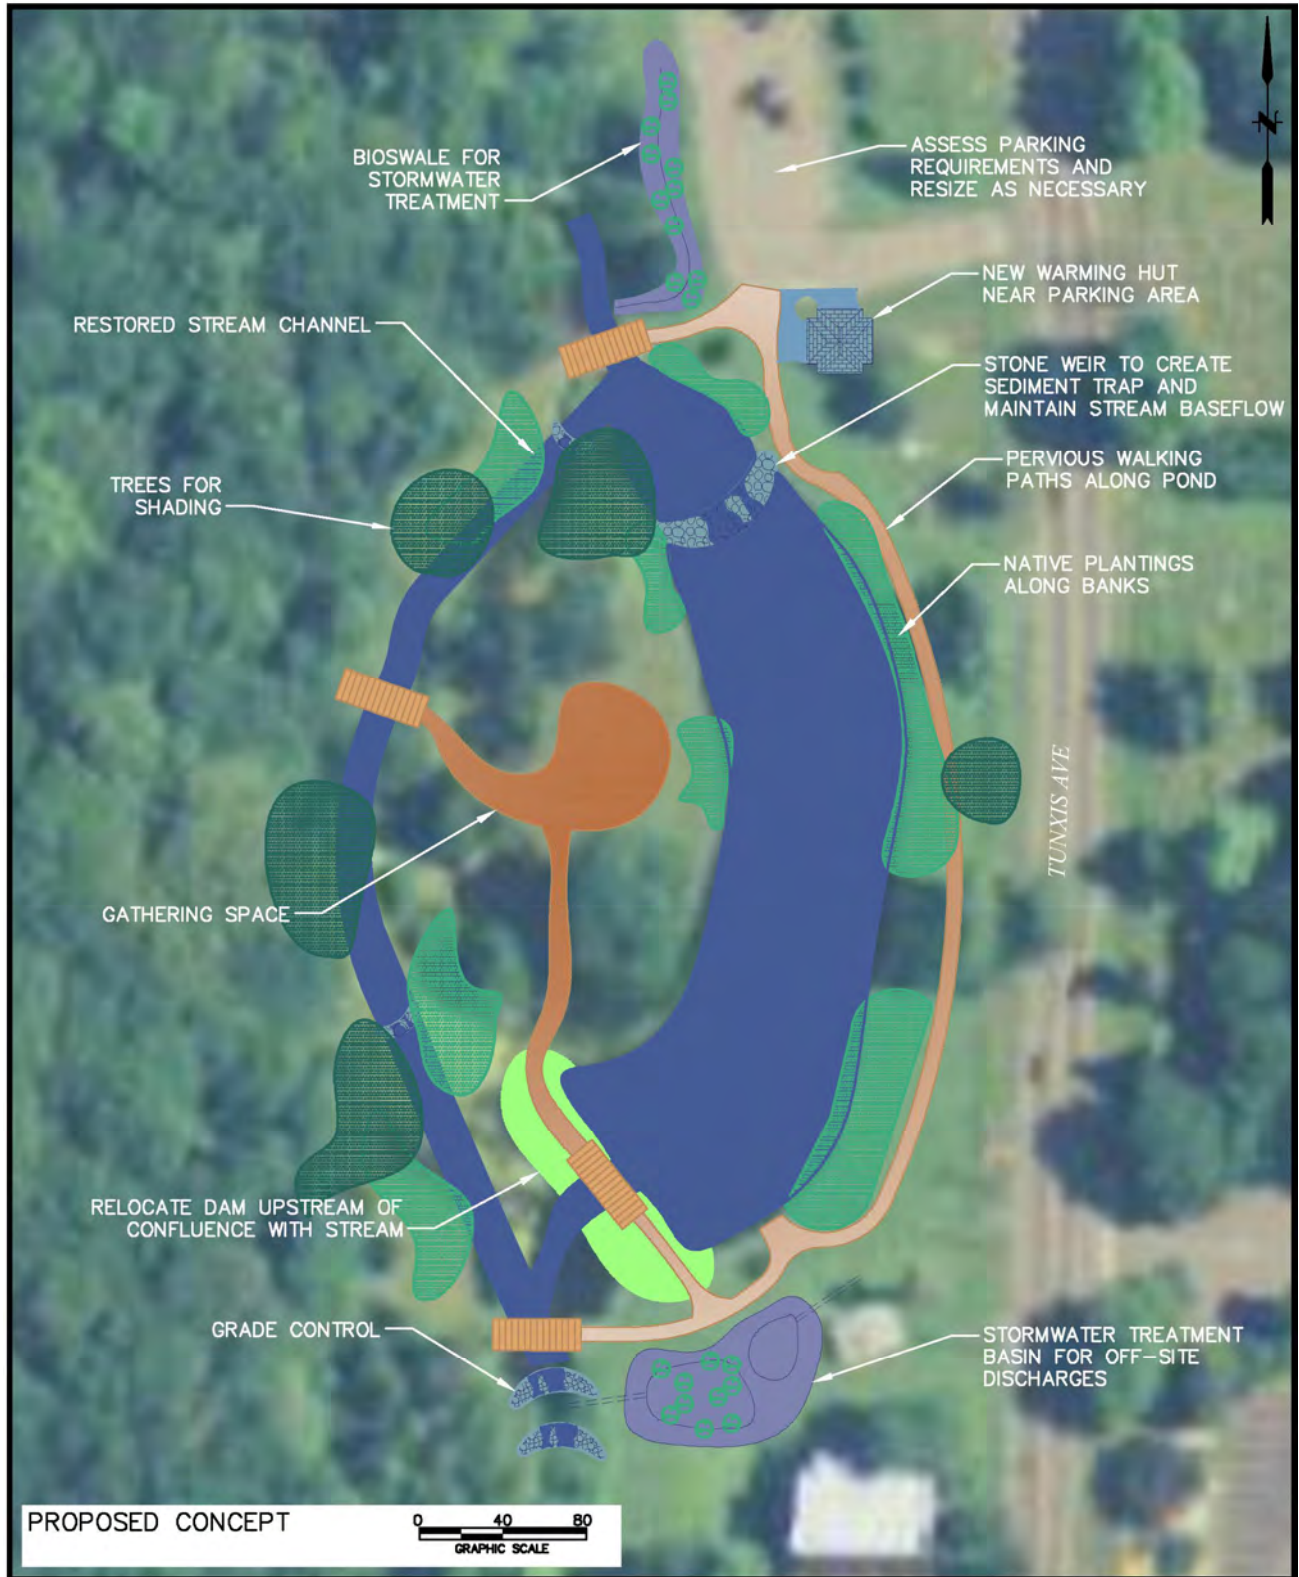 BIOSWALE FOR
STORMWATER
TREATMENT
ASSESS PARKING
REQUIREMENTS AND
RESIZE AS NECESSARY
N
NEW WARMING HUT
NEAR PARKING AREA
RESTORED STREAM CHANNEL
STONE WEIR TO CREATE
SEDIMENT TRAP AND
MAINTAIN STREAM BASEFLOW
TREES FOR
SHADING
PERVIOUS WALKING
PATHS ALONG POND
NATIVE PLANTINGS
ALONG BANKS
TUNXIS AVE
GATHERING SPACE
RELOCATE DAM UPSTREAM OF
CONFLUENCE WITH STREAM
GRADE CONTROL
STORMWATER TREATMENT
BASIN FOR OFF-SITE
DISCHARGES
PROPOSED CONCEPT
0 40 80
GRAPHIC SCALE